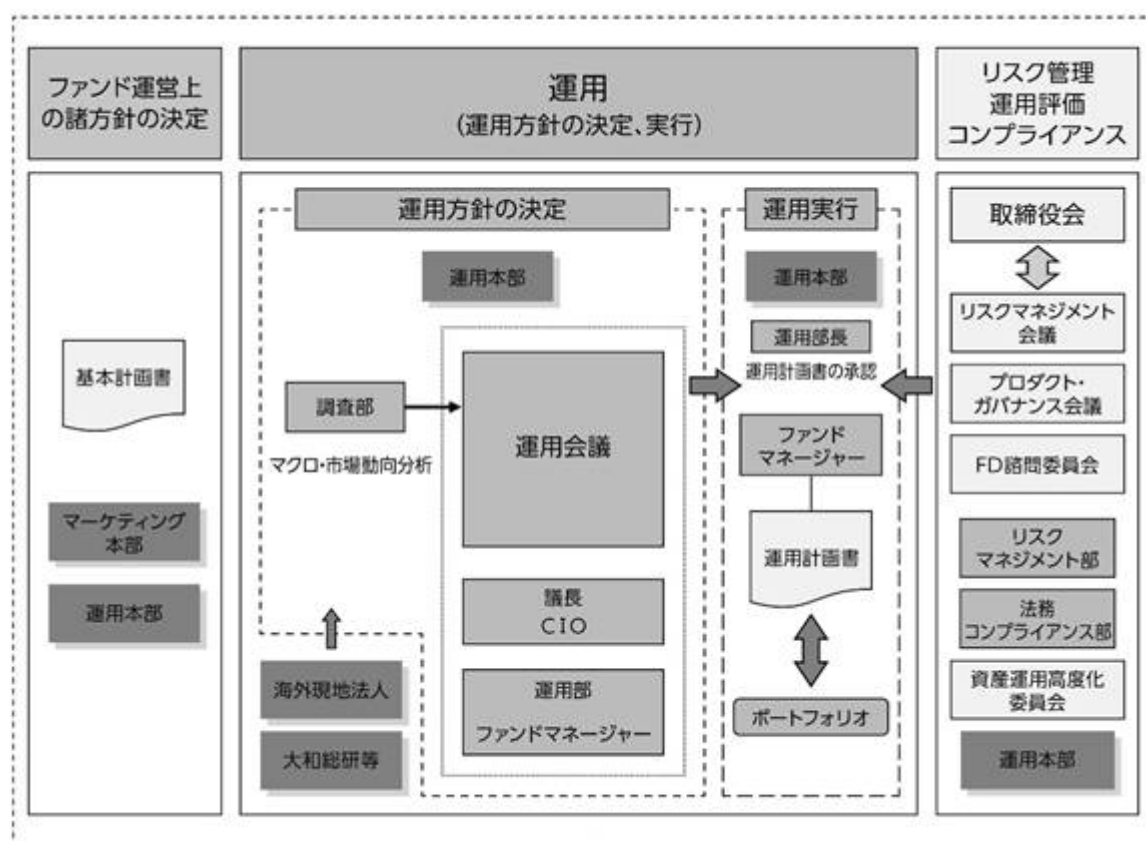 ファンド運営上
の諸方針の決定
運用
(運用方針の決定、実行)
リスク管理
運用評価
コンプライアンス
基本計画書
マーケティング
本部
運用本部
運用方針の決定
運用本部
調査部
マクロ・市場動向分析
運用会議
議長
CIO
運用部
ファンドマネージャー
海外現地法人
大和総研等
運用実行
運用本部
運用部長
運用計画書の承認
ファンド
マネージャー
運用計画書
ポートフォリオ
取締役会
リスクマネジメント
会議
プロダクト・
ガバナンス会議
FD諮問委員会
リスク
マネジメント部
法務
コンプライアンス部
資産運用高度化
委員会
運用本部